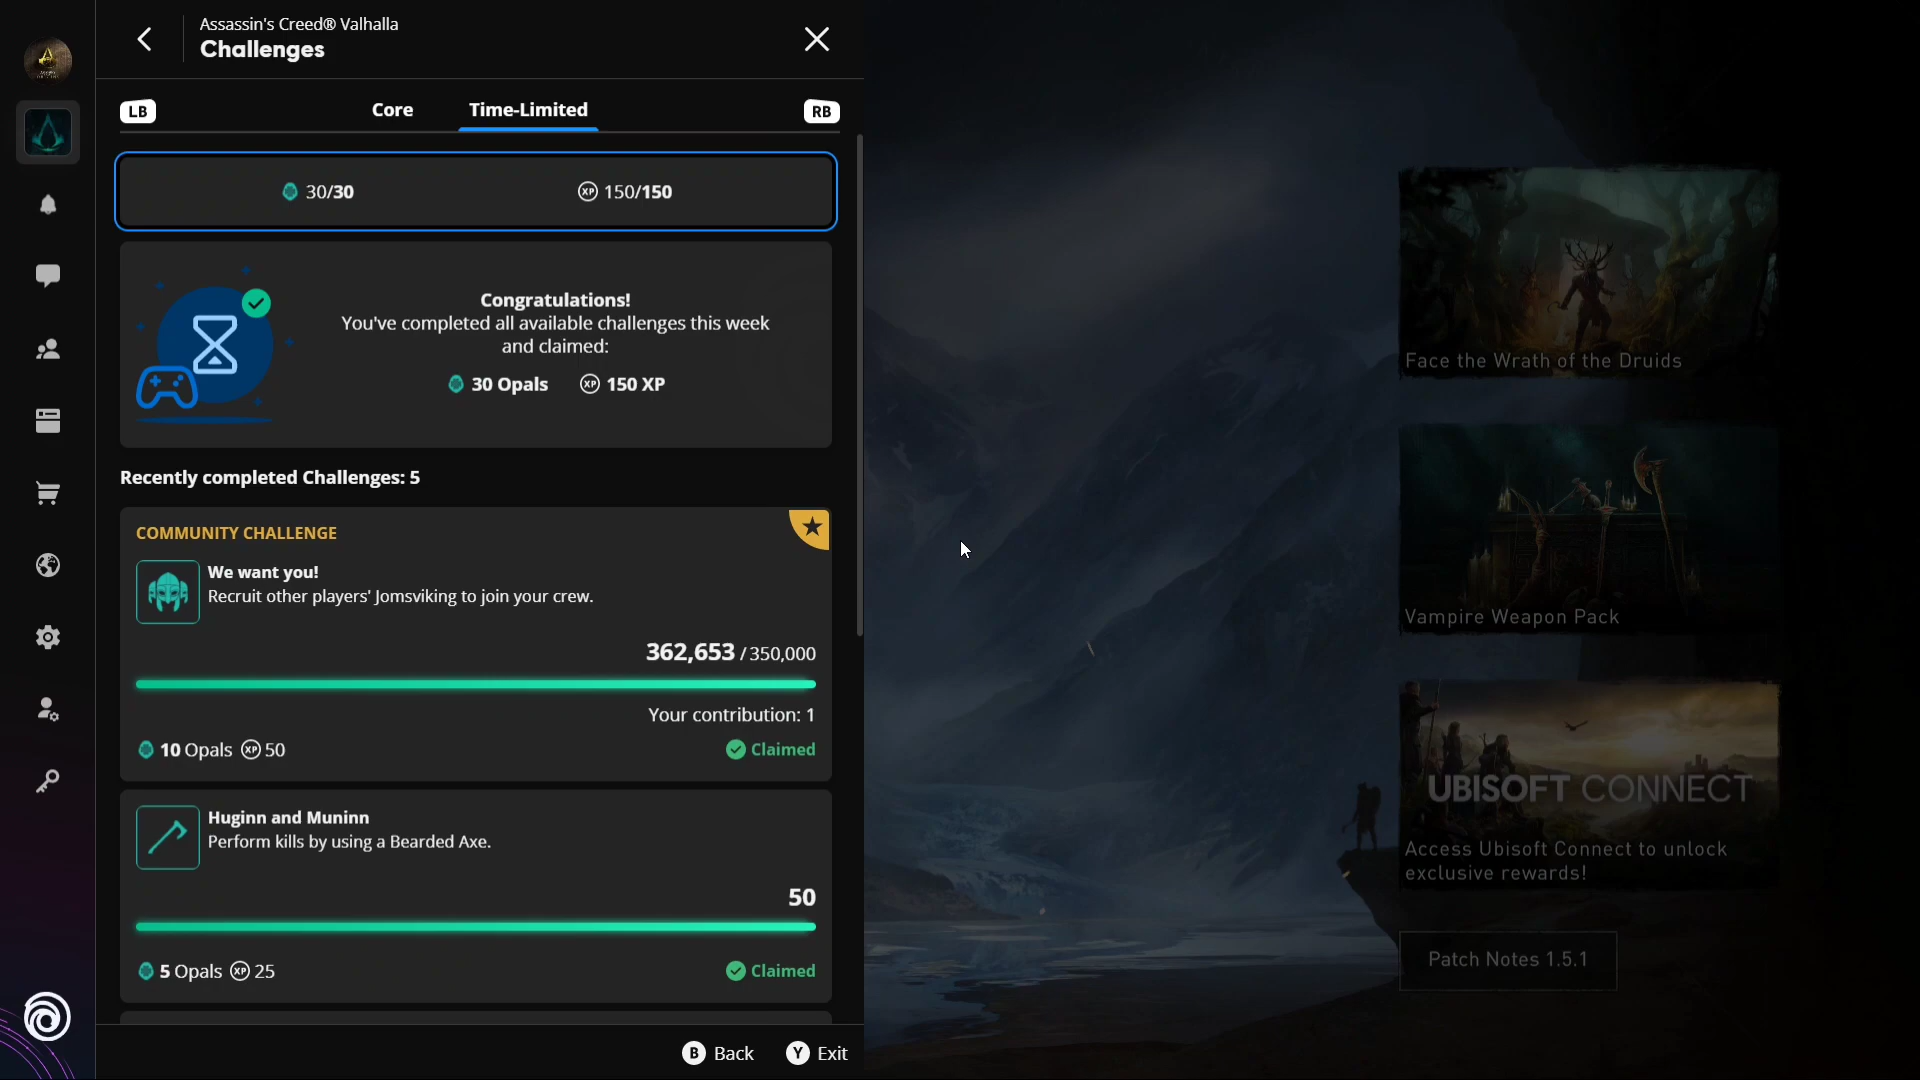 Assassin's Creed® Valhalla
Challenges
LB
Core
Time-Limited
RB
30/30
XP 150/150
Congratulations!
You've completed all available challenges this week
and claimed:
30 Opals
XP 150 XP
Recently completed Challenges: 5
COMMUNITY CHALLENGE
We want you!
Recruit other players' Jomsviking to join your crew.
362,653 / 350,000
Your contribution: 1
10 Opals XP 50
Claimed
Huginn and Muninn
Perform kills by using a Bearded Axe.
50
5 Opals XP 25
Claimed
B Back
Y Exit
Face the Wrath of the Druids
Vampire Weapon Pack
UBISOFT CONNECT
Access Ubisoft Connect to unlock
exclusive rewards!
Patch Notes 1.5.1